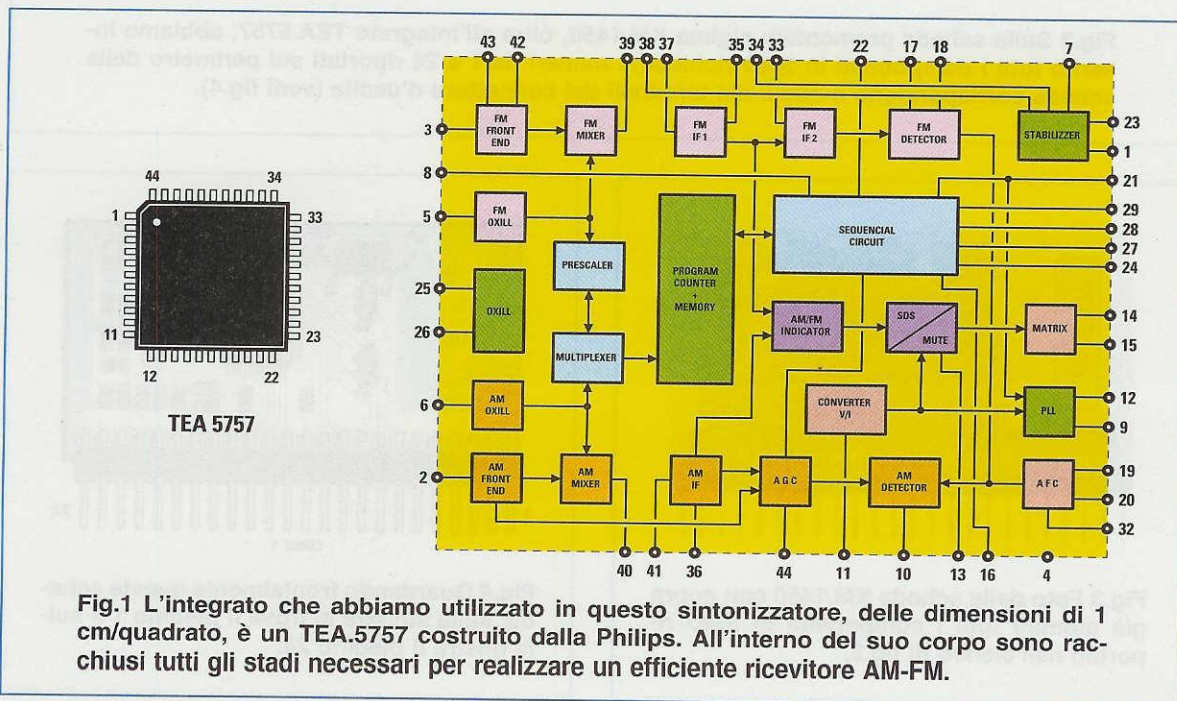 44 34
1 33
11 23
12 22
TEA 5757
43 42 39 38 37 35 34 33 22 17 18 7
3 FM FRONT END
FM MIXER
FM IF 1
FM IF 2
FM DETECTOR
STABILIZZER
23
1
8
21
5 FM OXILL
PRESCALER
PROGRAM COUNTER + MEMORY
SEQUENCIAL CIRCUIT
29
28
27
24
25
26
OXILL
MULTIPLEXER
AM/FM INDICATOR
SDS MUTE
MATRIX
14
15
6 AM OXILL
CONVERTER V/I
PLL
12
9
2 AM FRONT END
AM MIXER
AM IF
A G C
AM DETECTOR
A F C
19
20
32
40 41 36 44 11 10 13 16 4
Fig.1 L'integrato che abbiamo utilizzato in questo sintonizzatore, delle dimensioni di 1
cm/quadrato, è un TEA.5757 costruito dalla Philips. All'interno del suo corpo sono rac-
chiusi tutti gli stadi necessari per realizzare un efficiente ricevitore AM-FM.